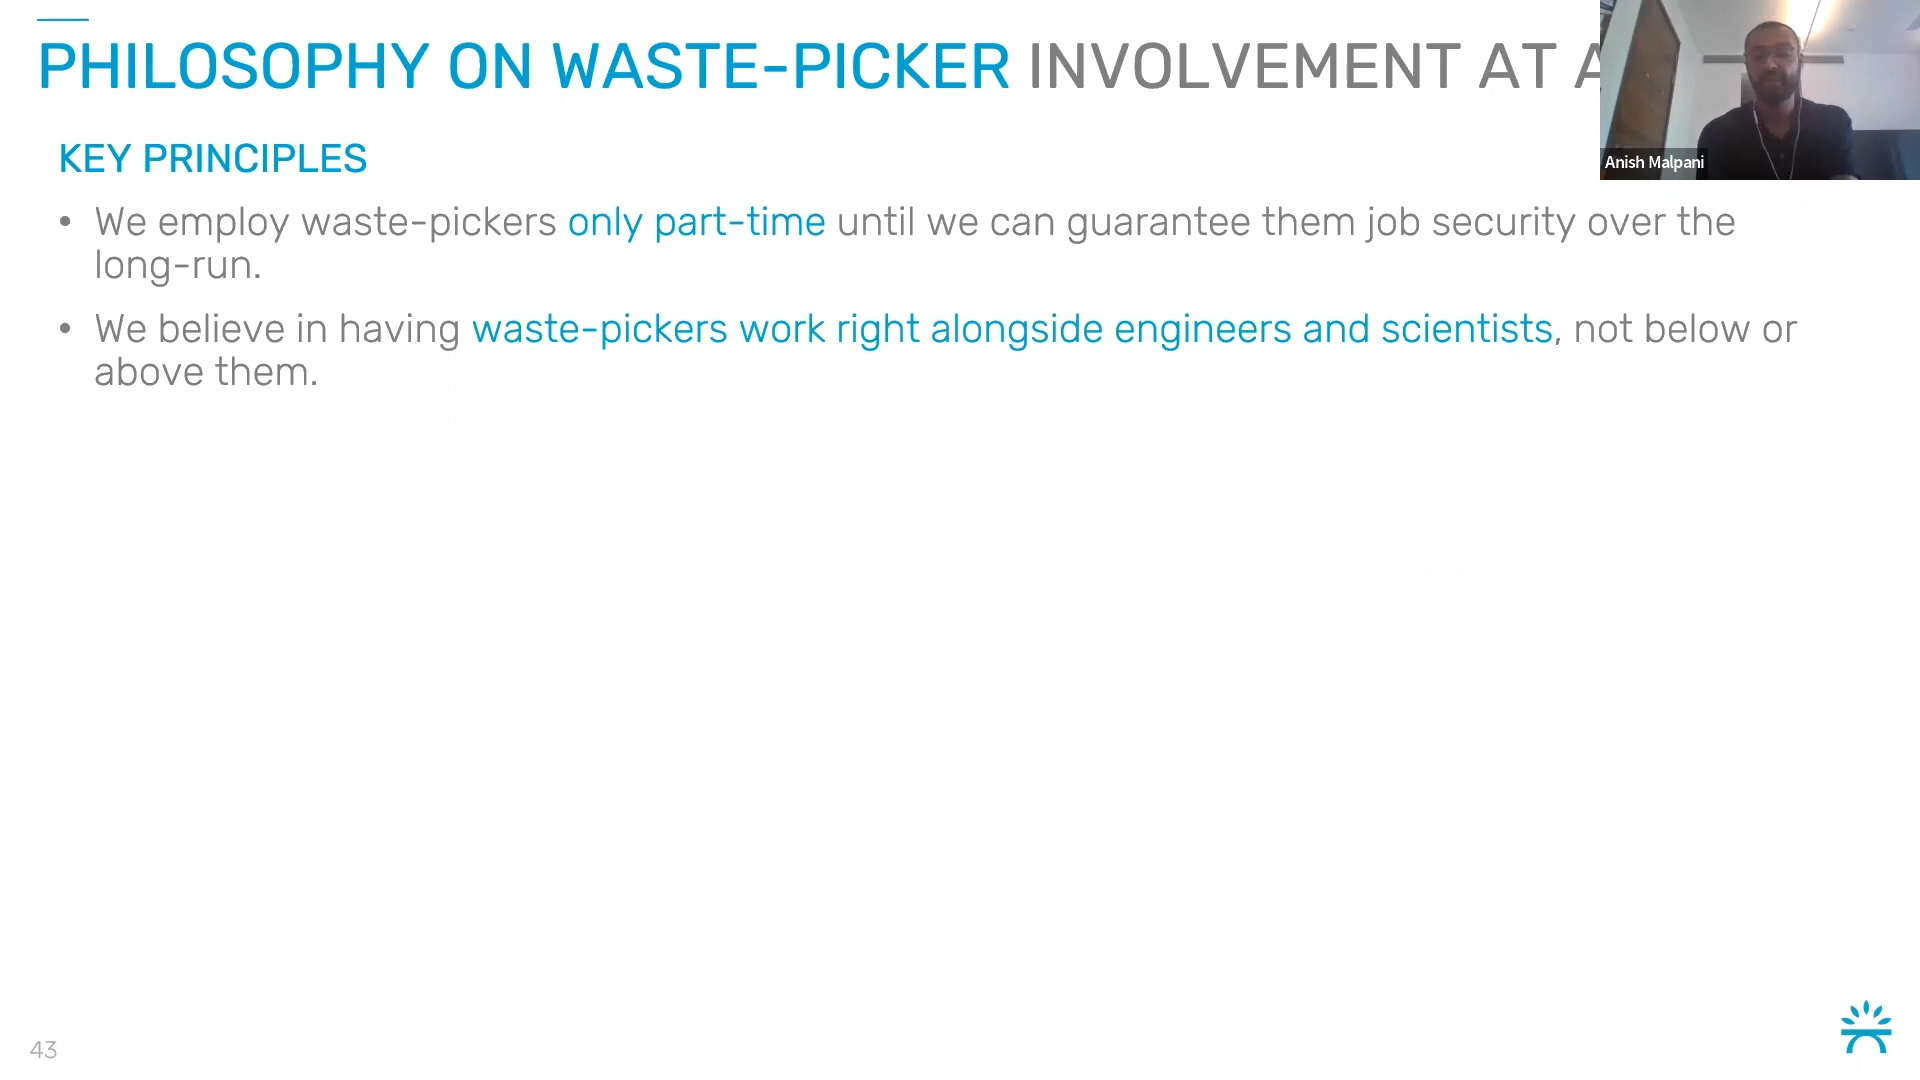 PHILOSOPHY ON WASTE-PICKER INVOLVEMENT AT
Anish Malpani
KEY PRINCIPLES
• We employ waste-pickers only part-time until we can guarantee them job security over the
long-run.
• We believe in having waste-pickers work right alongside engineers and scientists, not below or
above them.
43